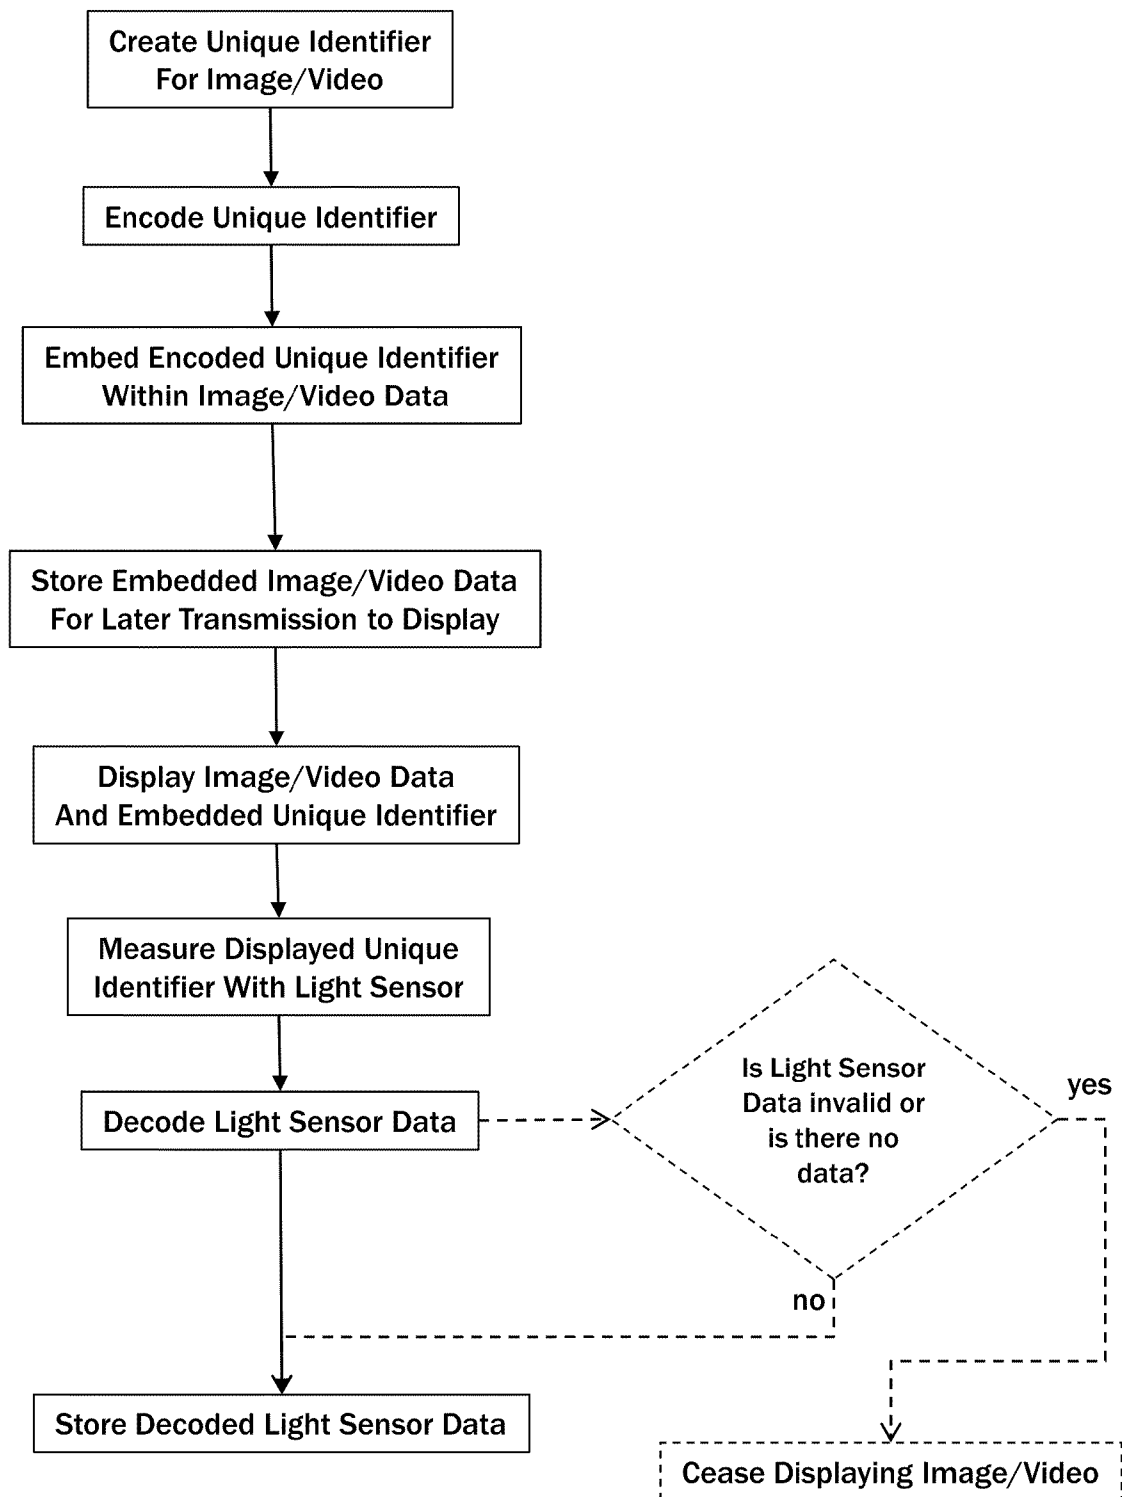 Create Unique Identifier
For Image/Video
Encode Unique Identifier
Embed Encoded Unique Identifier
Within Image/Video Data
Store Embedded Image/Video Data
For Later Transmission to Display
Display Image/Video Data
And Embedded Unique Identifier
Measure Displayed Unique
Identifier With Light Sensor
Decode Light Sensor Data
Is Light Sensor
Data invalid or
is there no
data?
yes
no
Store Decoded Light Sensor Data
Cease Displaying Image/Video